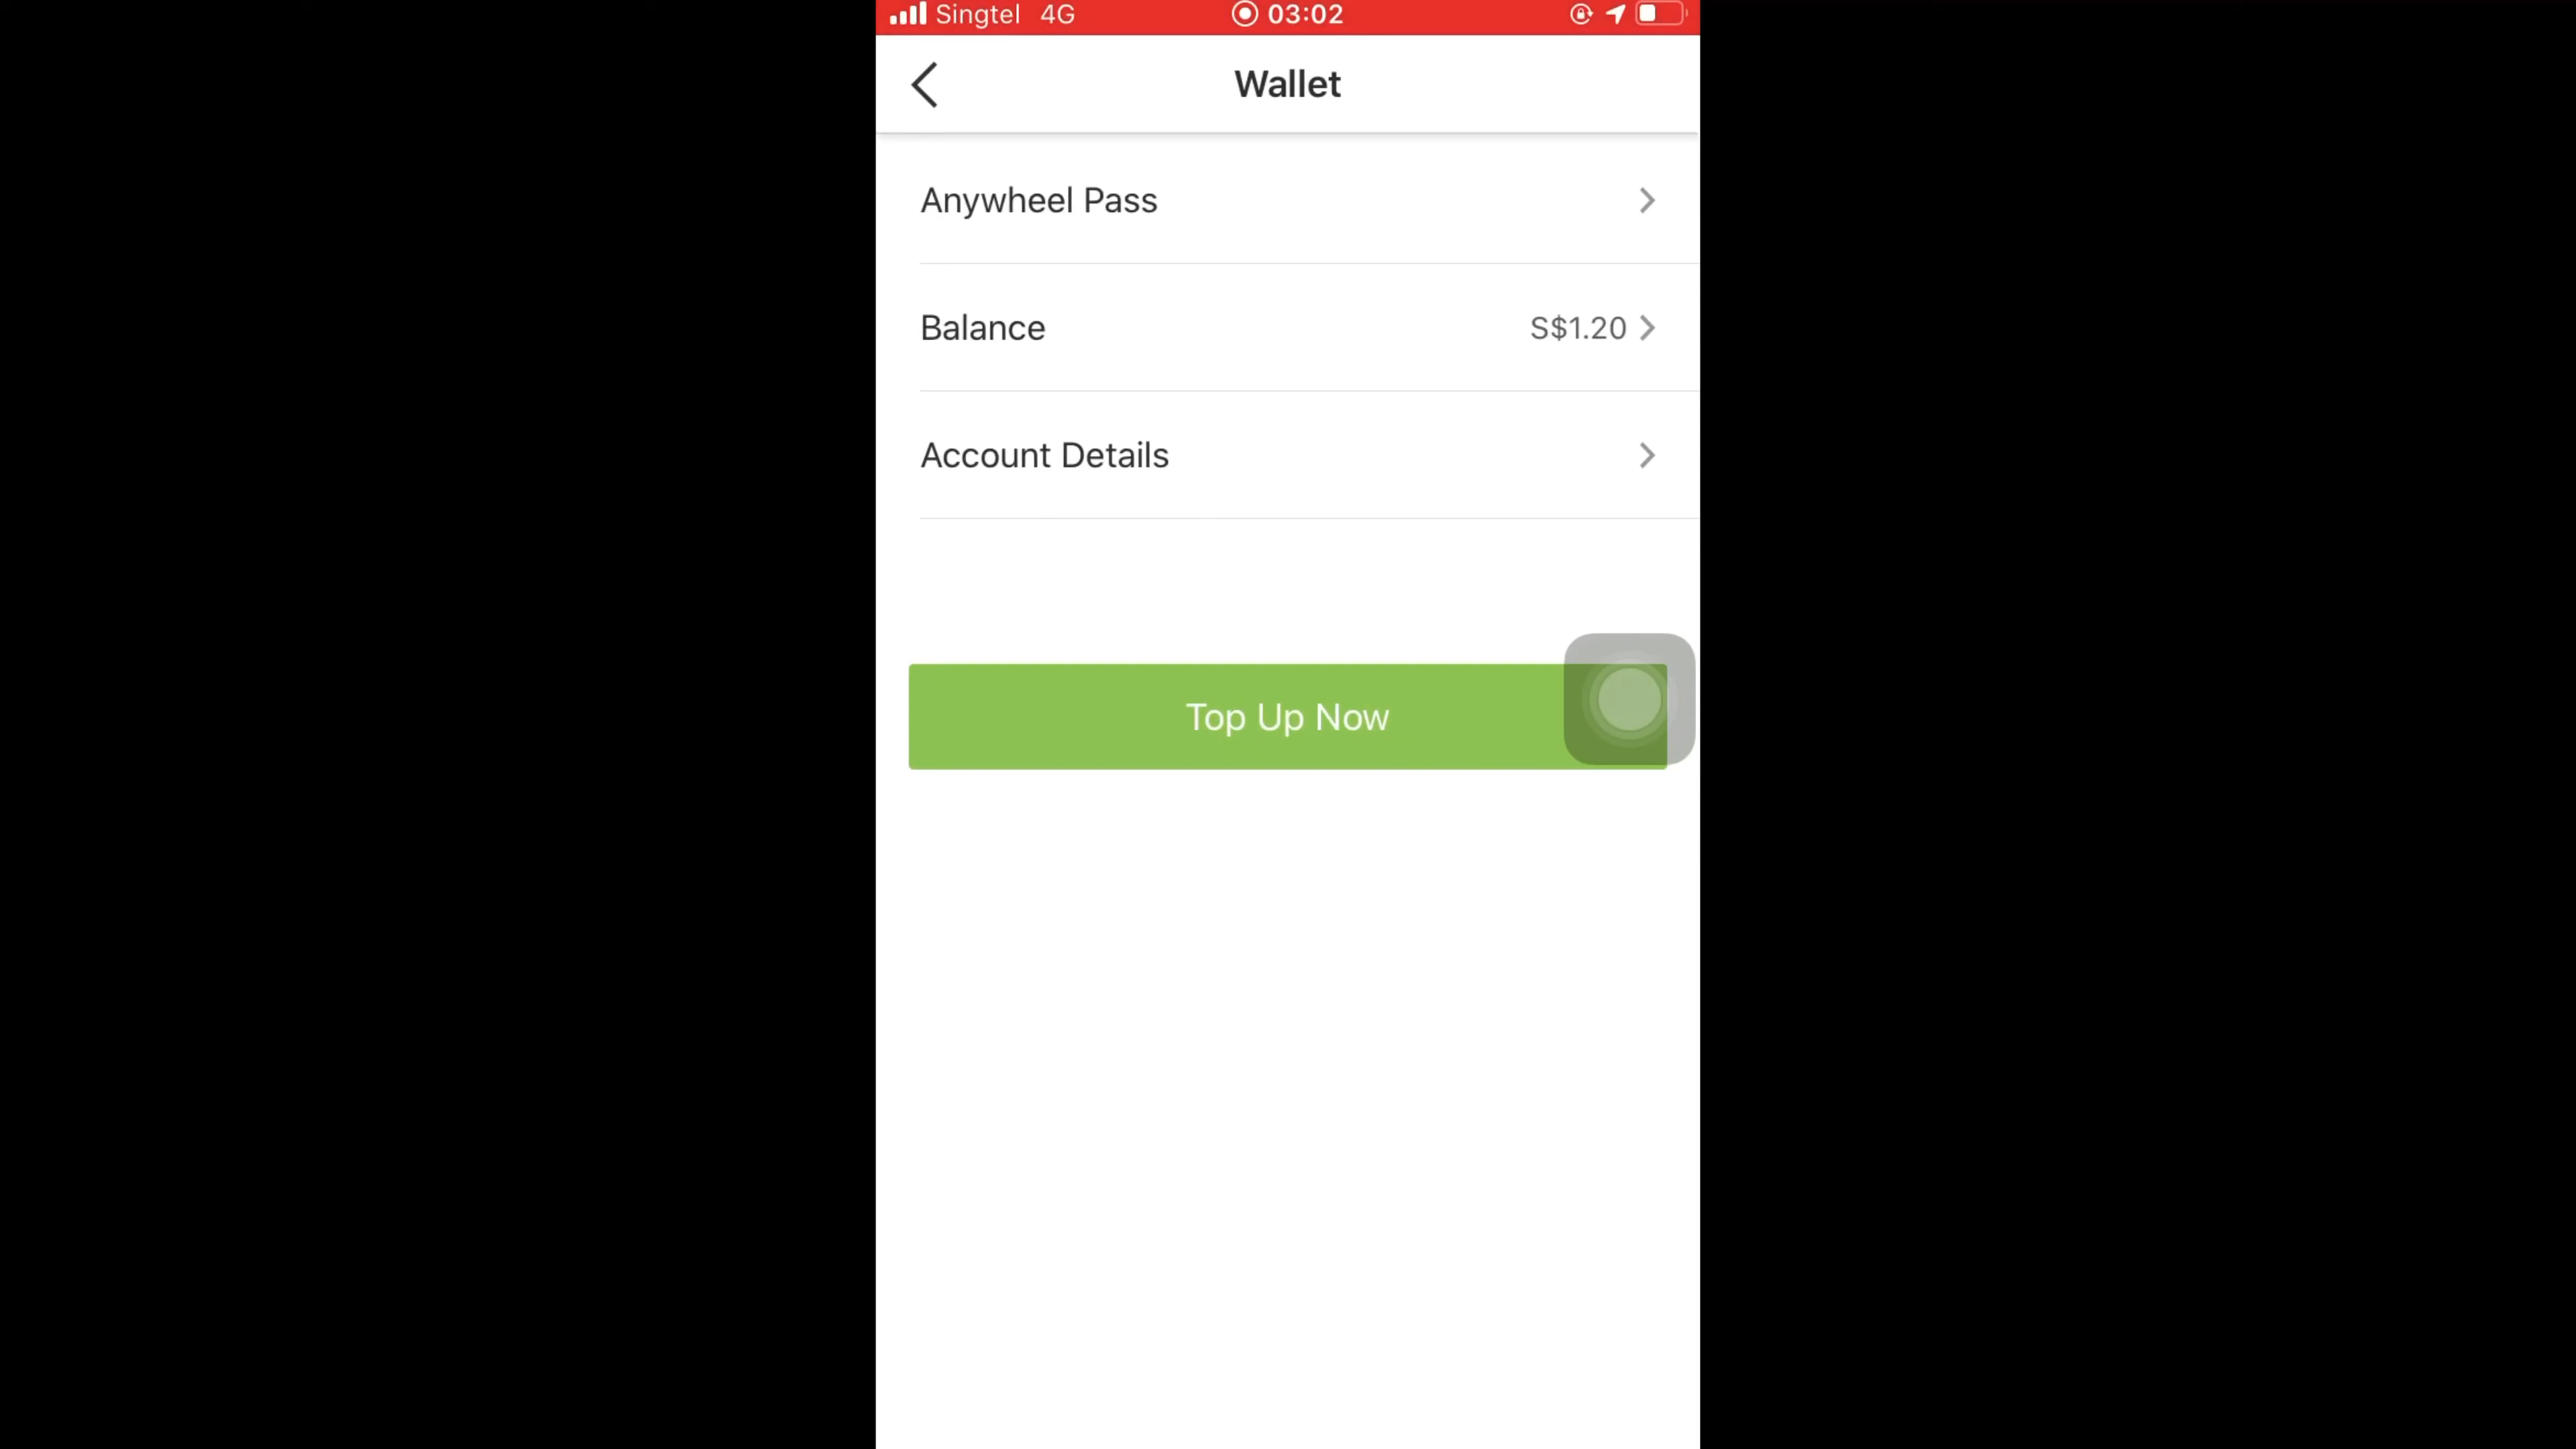 Singtel 4G 03:02
Wallet
Anywheel Pass
Balance S$1.20
Account Details
Top Up Now